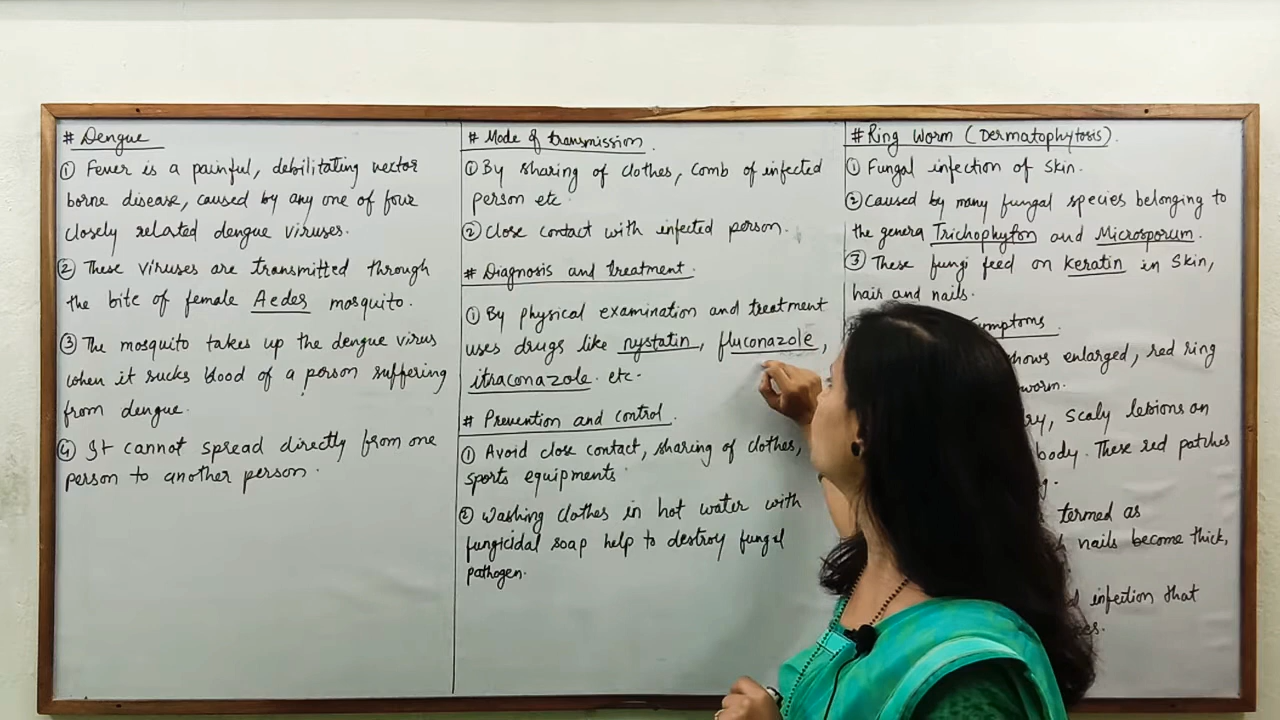 # Dengue
① Fever is a painful, debilitating vector
borne disease, caused by any one of four
closely related dengue viruses.
② These viruses are transmitted through
the bite of female Aedes mosquito.
③ The mosquito takes up the dengue virus
when it sucks blood of a person suffering
from dengue.
④ It cannot spread directly from one
person to another person.
# Mode of transmission.
① By sharing of clothes, comb of infected
person etc.
② Close contact with infected person.
# Diagnosis and treatment.
① By physical examination and treatment
uses drugs like nystatin, fluconazole,
itraconazole. etc.
# Prevention and control.
① Avoid close contact, sharing of clothes,
sports equipments.
② Washing clothes in hot water with
fungicidal soap help to destroy fungal
pathogen.
# Ring worm (Dermatophytosis).
① Fungal infection of skin.
② Caused by many fungal species belonging to
the genera Trichophyton and Microsporum.
③ These fungi feed on Keratin in skin,
hair and nails.
enlarged, red ring
scaly lesions on
body. These red patches
termed as
nails become thick,
infection that